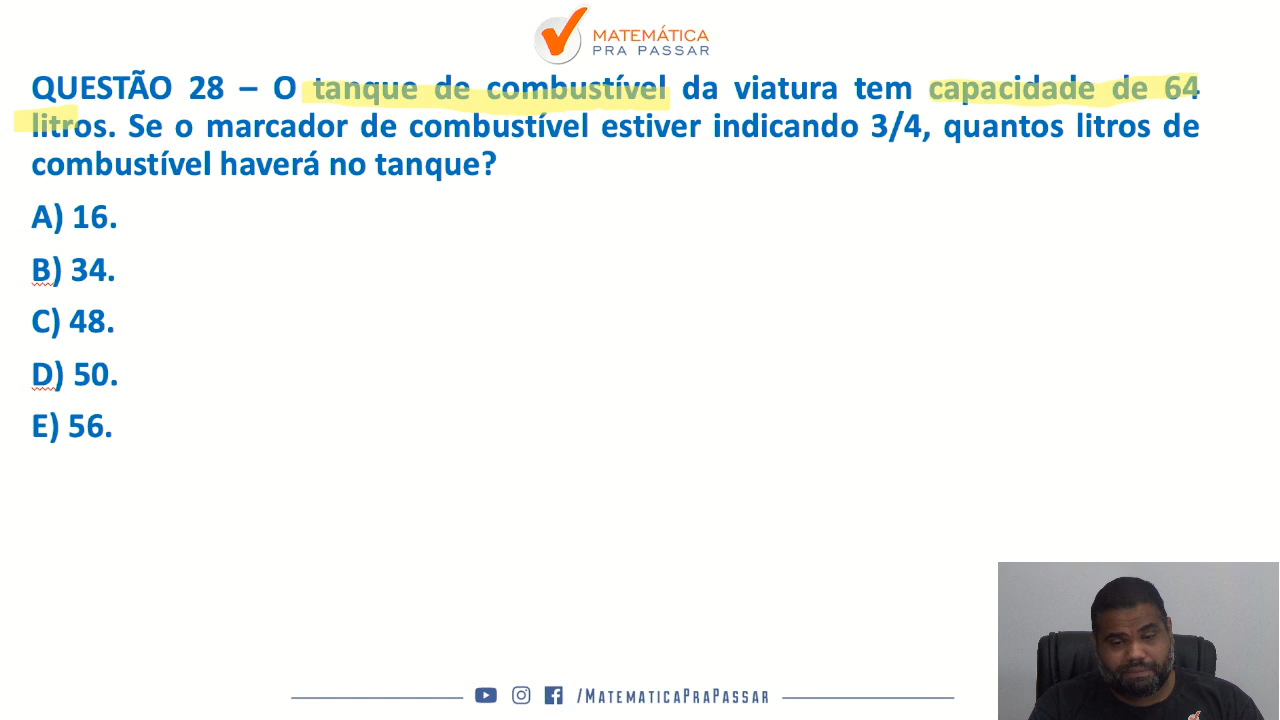 MATEMÁTICA
PRA PASSAR
QUESTÃO 28 – O tanque de combustível da viatura tem capacidade de 64
litros. Se o marcador de combustível estiver indicando 3/4, quantos litros de
combustível haverá no tanque?
A) 16.
B) 34.
C) 48.
D) 50.
E) 56.
/MATEMATICAPRAPASSAR